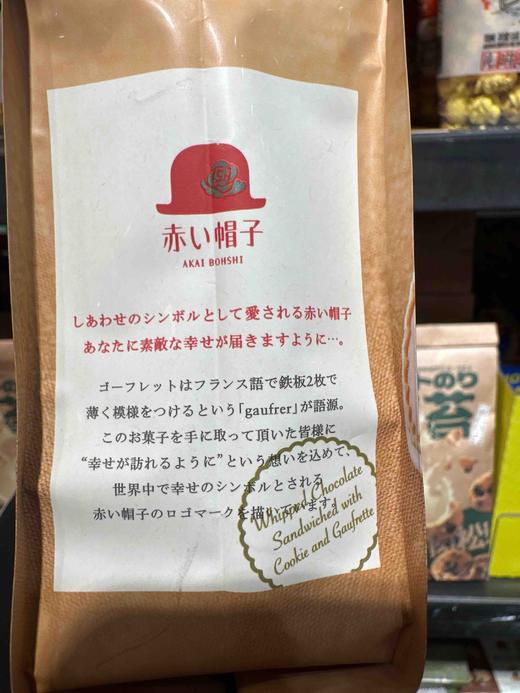 赤い帽子
AKAI BOHSHI
しあわせのシンボルとして愛される赤い帽子
あなたに素敵な幸せが届きますように…。
ゴーフレットはフランス語で鉄板2枚で
薄く模様をつけるという「gaufrer」が語源。
このお菓子を手に取って頂いた皆様に
“幸せが訪れるように”という想いを込めて、
世界中で幸せのシンボルとされる
赤い帽子のロゴマークを描いています。
Whipped Chocolate
Sandwiched with
Cookie and Gaufrette